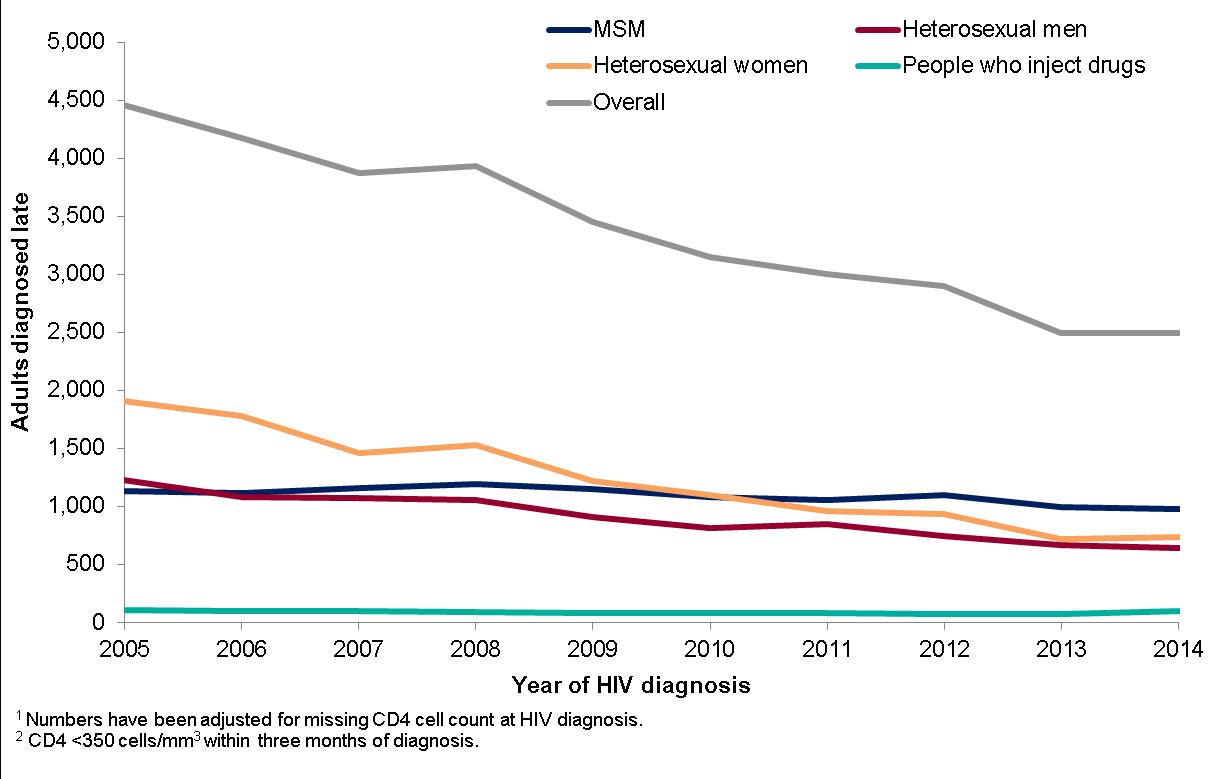 MSM
Heterosexual men
Heterosexual women
People who inject drugs
Overall
5,000
4,500
4,000
3,500
3,000
2,500
2,000
1,500
1,000
500
0
Adults diagnosed late
2005 2006 2007 2008 2009 2010 2011 2012 2013 2014
Year of HIV diagnosis
¹ Numbers have been adjusted for missing CD4 cell count at HIV diagnosis.
² CD4 <350 cells/mm³ within three months of diagnosis.